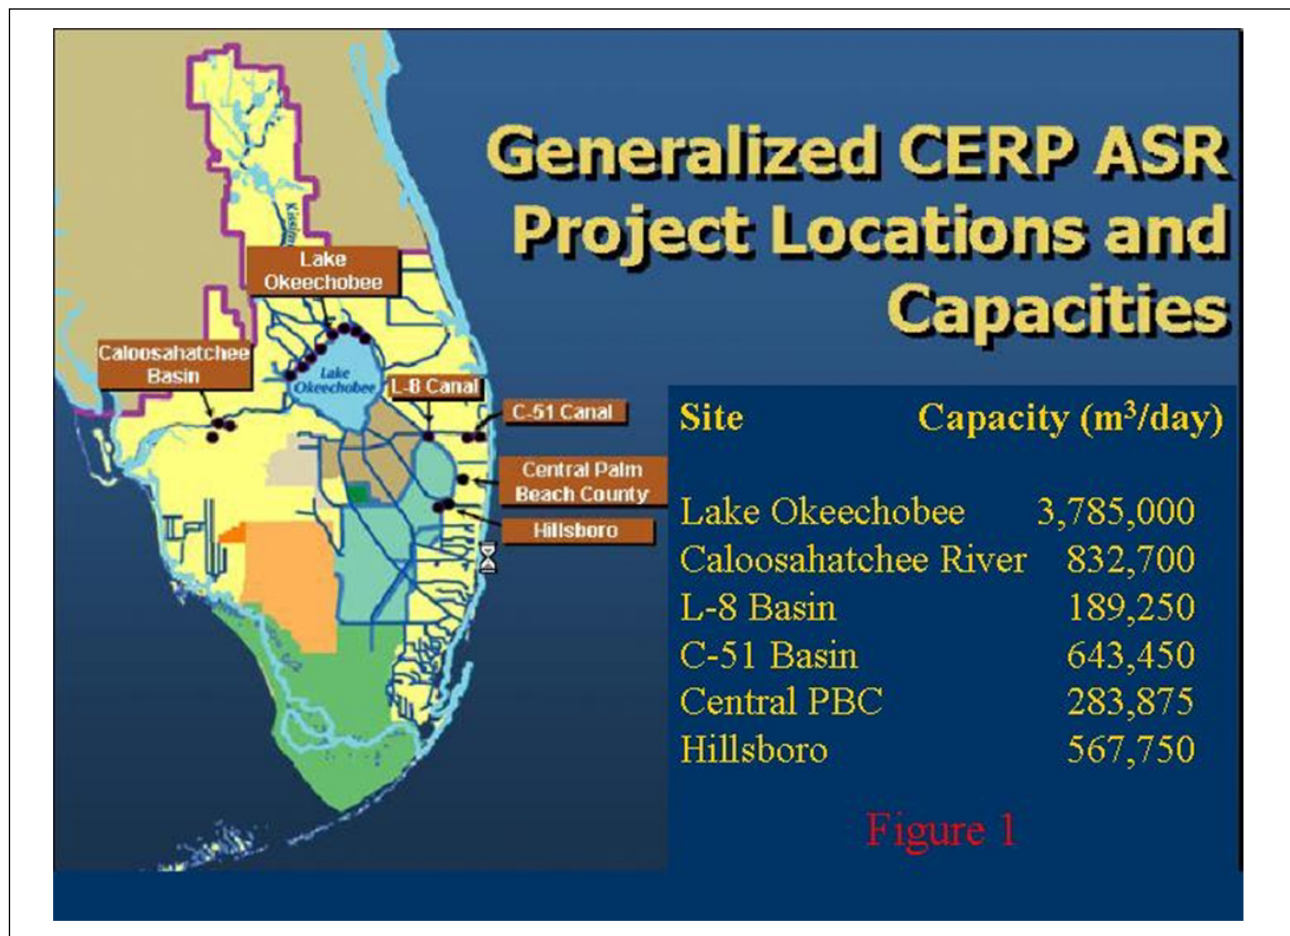 Generalized CERP ASR
Project Locations and
Capacities
Lake
Okeechobee
Caloosahatchee
Basin
Lake
Okeechobee
L-8 Canal
C-51 Canal
Central Palm
Beach County
Hillsboro
Site Capacity (m³/day)
Lake Okeechobee 3,785,000
Caloosahatchee River 832,700
L-8 Basin 189,250
C-51 Basin 643,450
Central PBC 283,875
Hillsboro 567,750
Figure 1